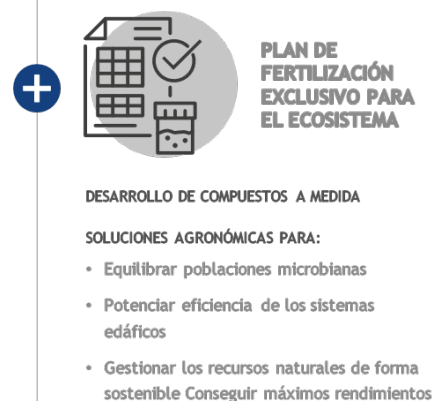 PLAN DE
FERTILIZACIÓN
EXCLUSIVO PARA
EL ECOSISTEMA
DESARROLLO DE COMPUESTOS A MEDIDA
SOLUCIONES AGRONÓMICAS PARA:
• Equilibrar poblaciones microbianas
• Potenciar eficiencia de los sistemas
edáficos
• Gestionar los recursos naturales de forma
sostenible Conseguir máximos rendimientos